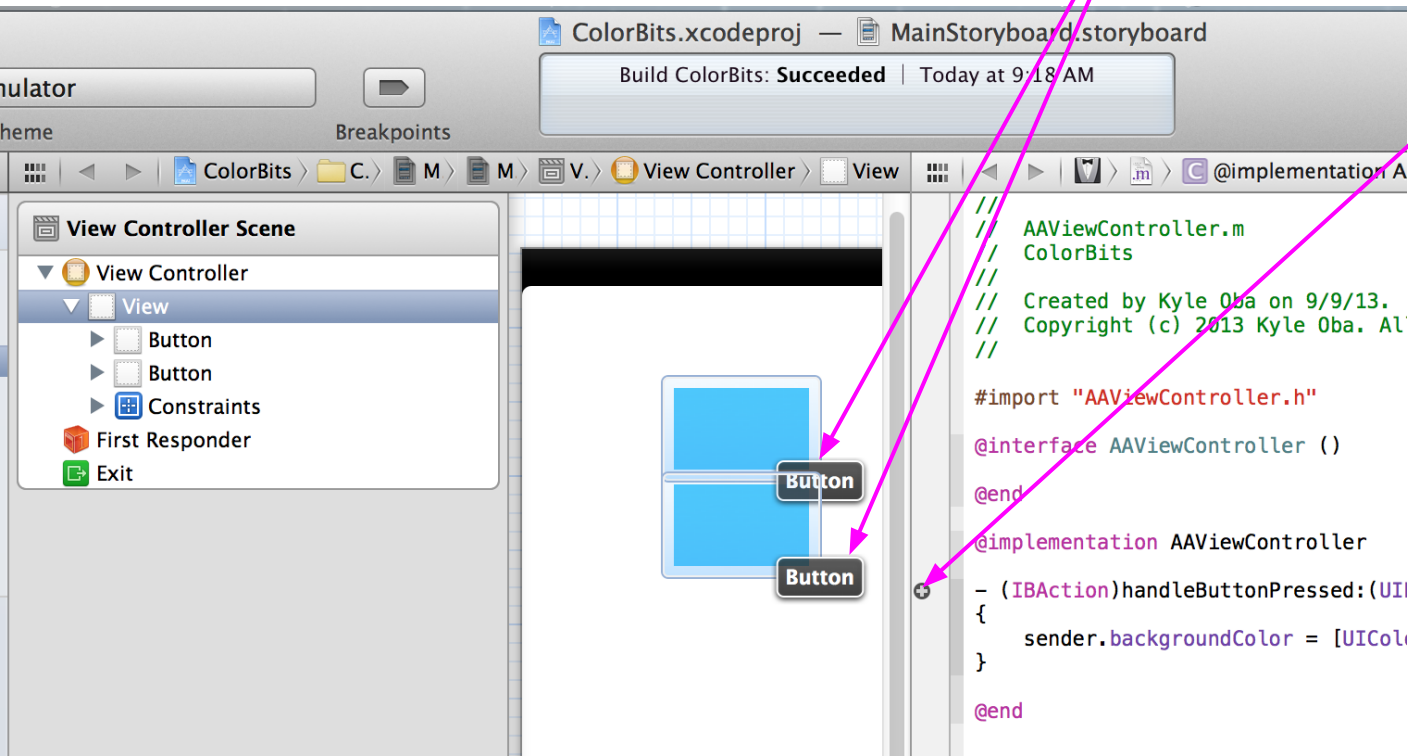 ColorBits.xcodeproj — MainStoryboard.storyboard
Build ColorBits: Succeeded | Today at 9:18 AM
nulator
heme
Breakpoints
ColorBits C. M M V. View Controller View
.m C @implementation A
View Controller Scene
View Controller
View
Button
Button
Constraints
First Responder
Exit
Button
Button
//
// AAViewController.m
// ColorBits
//
// Created by Kyle Oba on 9/9/13.
// Copyright (c) 2013 Kyle Oba. All
//
#import "AAViewController.h"
@interface AAViewController ()
@end
@implementation AAViewController
- (IBAction)handleButtonPressed:(UI
{
sender.backgroundColor = [UIColo
}
@end